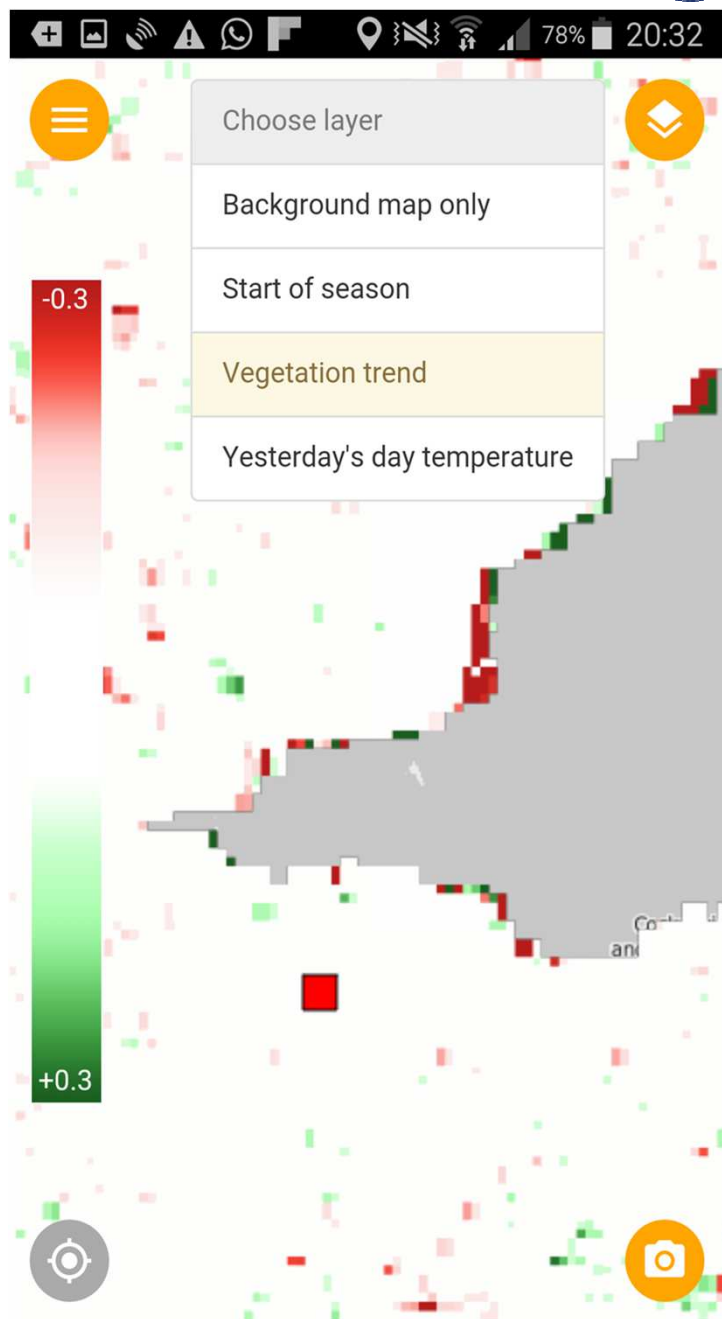 78% 20:32
Choose layer
Background map only
Start of season
-0.3
Vegetation trend
Yesterday's day temperature
+0.3